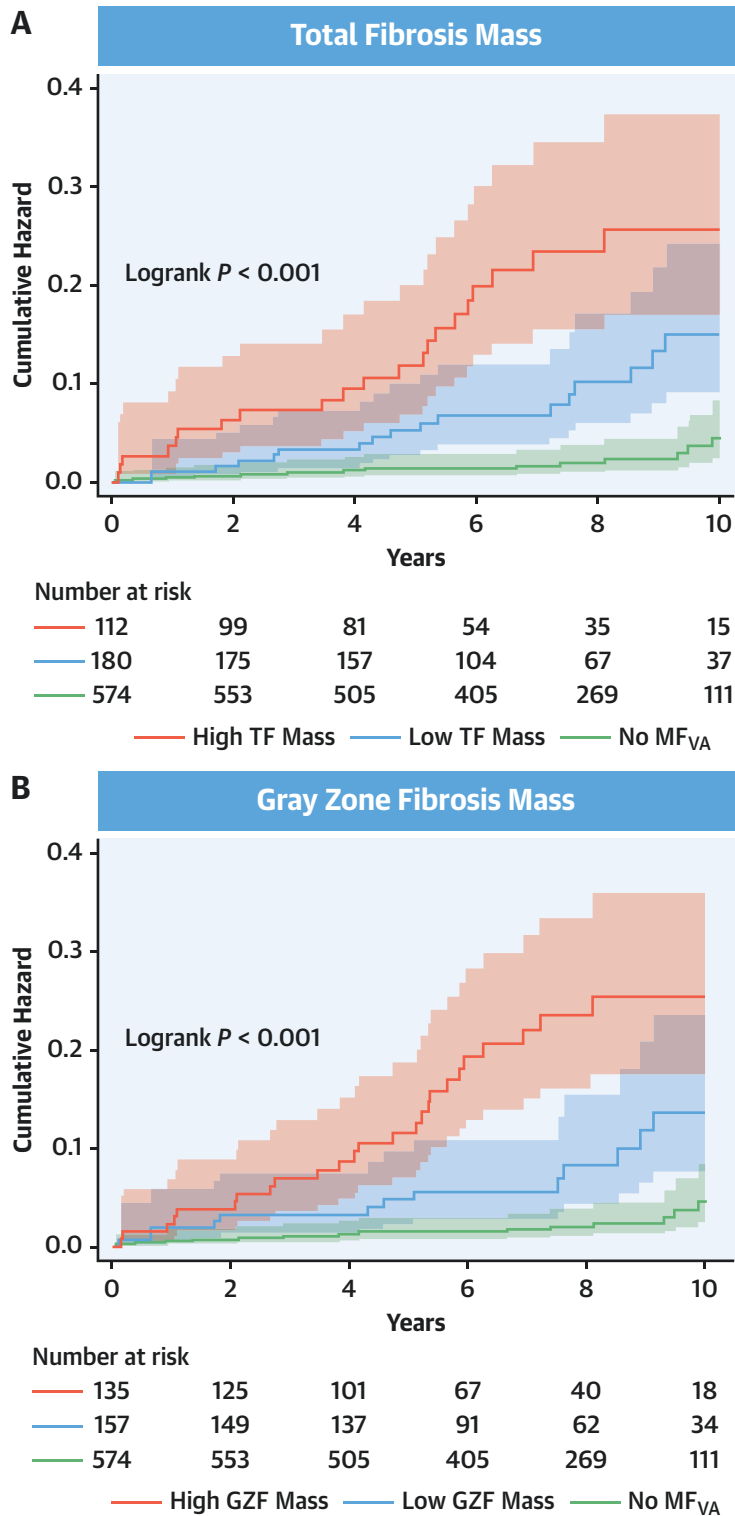 A
Total Fibrosis Mass
0.4
0.3
0.2
0.1
0.0
Cumulative Hazard
Logrank P < 0.001
0 2 4 6 8 10
Years
Number at risk
112 99 81 54 35 15
180 175 157 104 67 37
574 553 505 405 269 111
High TF Mass Low TF Mass No MFVA
B
Gray Zone Fibrosis Mass
0.4
0.3
0.2
0.1
0.0
Cumulative Hazard
Logrank P < 0.001
0 2 4 6 8 10
Years
Number at risk
135 125 101 67 40 18
157 149 137 91 62 34
574 553 505 405 269 111
High GZF Mass Low GZF Mass No MFVA